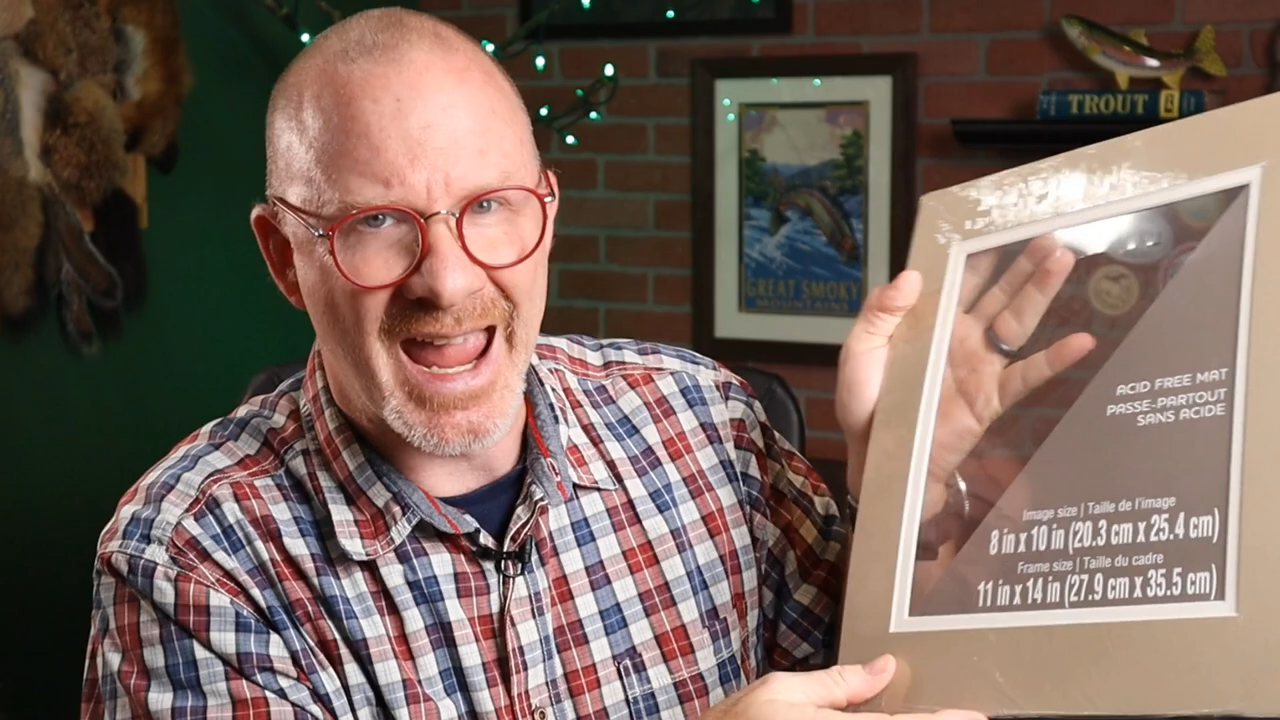 TROUT
GREAT SMOKY
MOUNTAINS
ACID FREE MAT
PASSE-PARTOUT
SANS ACIDE
Image size | Taille de l'image
8 in x 10 in (20.3 cm x 25.4 cm)
Frame size | Taille du cadre
11 in x 14 in (27.9 cm x 35.5 cm)